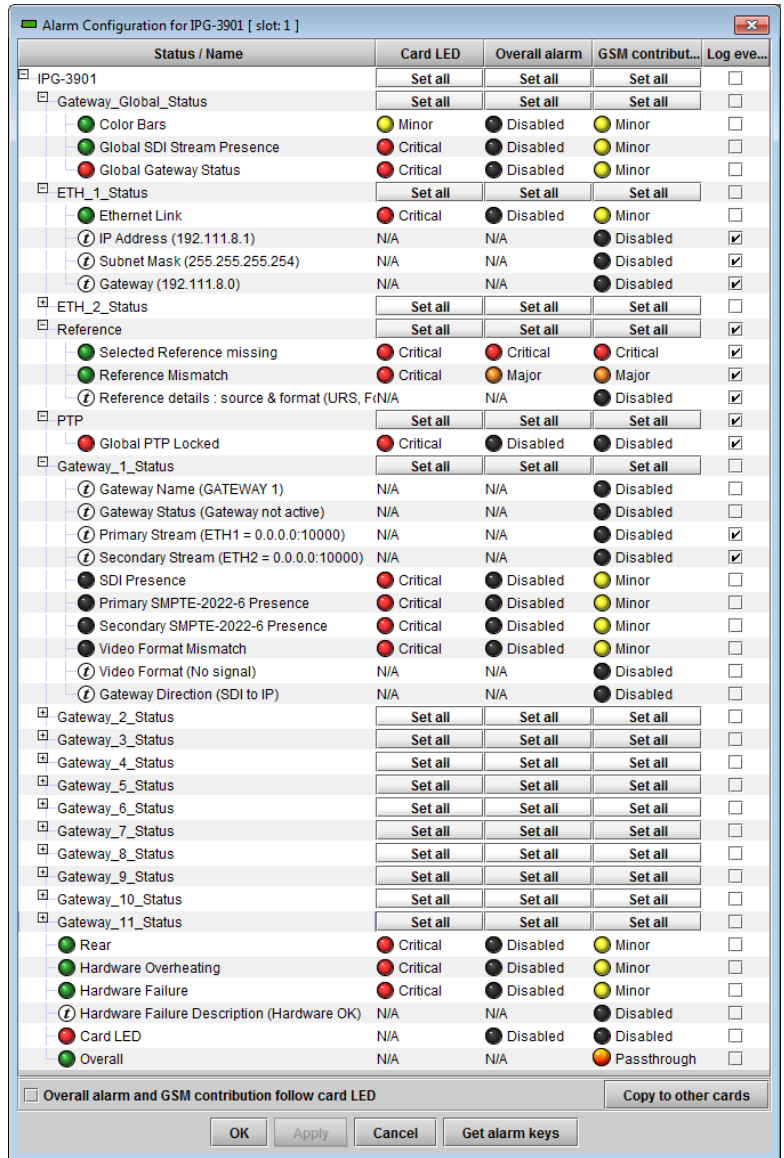 Alarm Configuration for IPG-3901 [ slot: 1 ]
Status / Name Card LED Overall alarm GSM contribut... Log eve...
IPG-3901 Set all Set all Set all
Gateway_Global_Status Set all Set all Set all
Color Bars Minor Disabled Minor
Global SDI Stream Presence Critical Disabled Minor
Global Gateway Status Critical Disabled Minor
ETH_1_Status Set all Set all Set all
Ethernet Link Critical Disabled Minor
t IP Address (192.111.8.1) N/A N/A Disabled
t Subnet Mask (255.255.255.254) N/A N/A Disabled
t Gateway (192.111.8.0) N/A N/A Disabled
ETH_2_Status Set all Set all Set all
Reference Set all Set all Set all
Selected Reference missing Critical Critical Critical
Reference Mismatch Critical Major Major
t Reference details : source & format (URS, F N/A N/A Disabled
PTP Set all Set all Set all
Global PTP Locked Critical Disabled Disabled
Gateway_1_Status Set all Set all Set all
t Gateway Name (GATEWAY 1) N/A N/A Disabled
t Gateway Status (Gateway not active) N/A N/A Disabled
t Primary Stream (ETH1 = 0.0.0.0:10000) N/A N/A Disabled
t Secondary Stream (ETH2 = 0.0.0.0:10000) N/A N/A Disabled
SDI Presence Critical Disabled Minor
Primary SMPTE-2022-6 Presence Critical Disabled Minor
Secondary SMPTE-2022-6 Presence Critical Disabled Minor
Video Format Mismatch Critical Disabled Minor
t Video Format (No signal) N/A N/A Disabled
t Gateway Direction (SDI to IP) N/A N/A Disabled
Gateway_2_Status Set all Set all Set all
Gateway_3_Status Set all Set all Set all
Gateway_4_Status Set all Set all Set all
Gateway_5_Status Set all Set all Set all
Gateway_6_Status Set all Set all Set all
Gateway_7_Status Set all Set all Set all
Gateway_8_Status Set all Set all Set all
Gateway_9_Status Set all Set all Set all
Gateway_10_Status Set all Set all Set all
Gateway_11_Status Set all Set all Set all
Rear Critical Disabled Minor
Hardware Overheating Critical Disabled Minor
Hardware Failure Critical Disabled Minor
t Hardware Failure Description (Hardware OK) N/A N/A Disabled
Card LED N/A Disabled Disabled
Overall N/A N/A Passthrough
Overall alarm and GSM contribution follow card LED Copy to other cards
OK Apply Cancel Get alarm keys